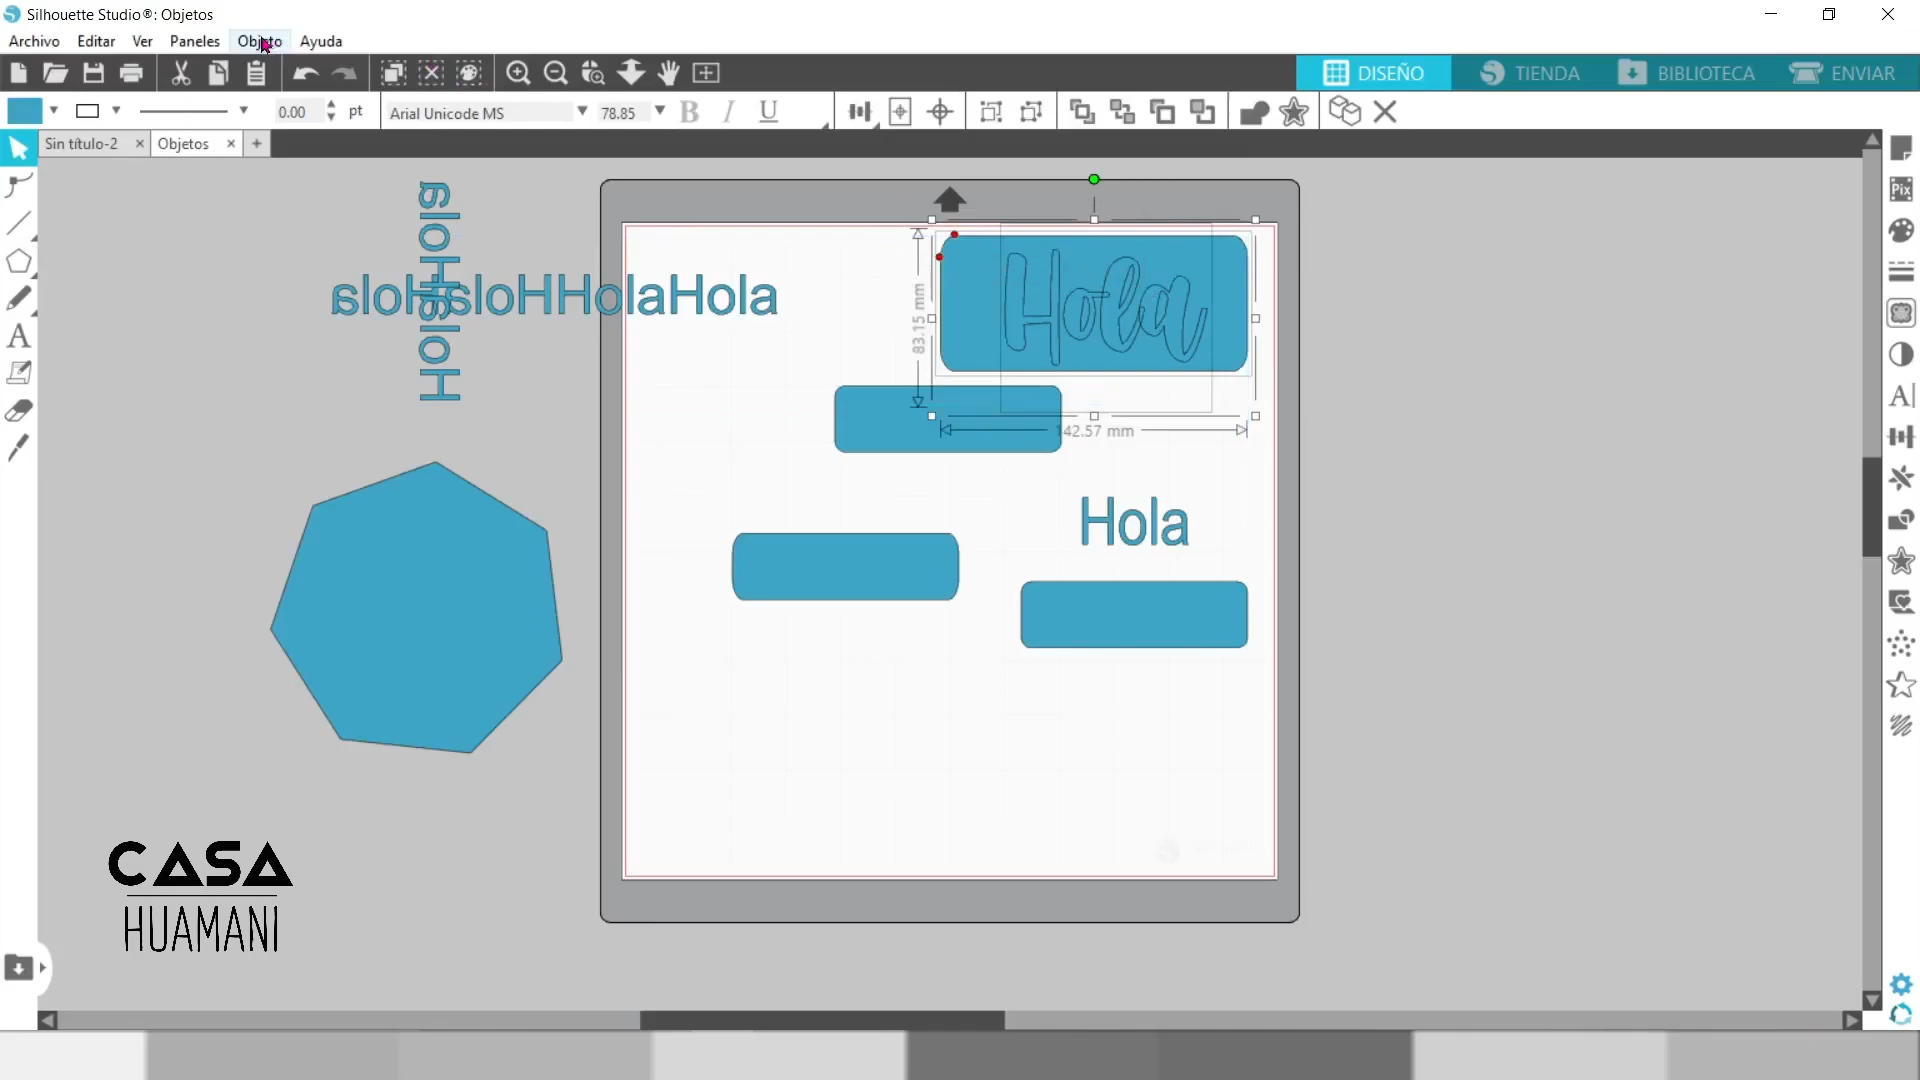 Silhouette Studio®: Objetos
Archivo Editar Ver Paneles Objeto Ayuda
DISEÑO TIENDA BIBLIOTECA ENVIAR
0.00 pt Arial Unicode MS 78.85 B I U
Sin título-2 Objetos
Pix
Hola
83.15 mm
HolaHola
142.57 mm
Hola
CASA
HUAMANI